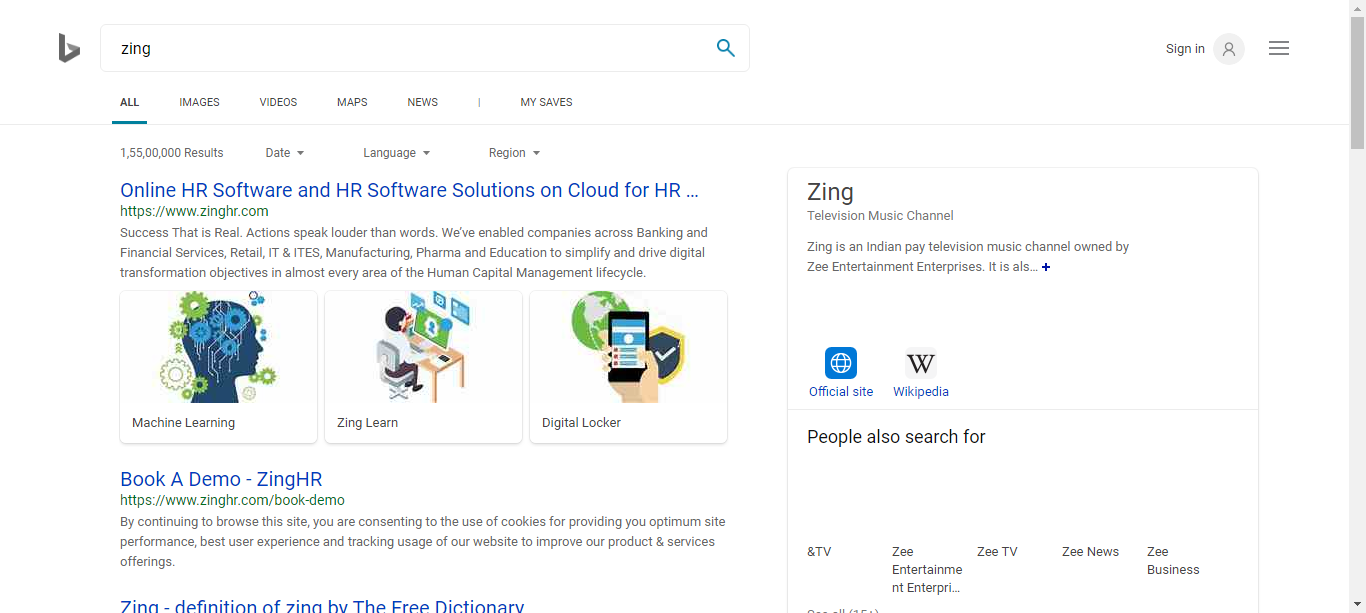 zing
Sign in
ALL IMAGES VIDEOS MAPS NEWS | MY SAVES
1,55,00,000 Results Date Language Region
Online HR Software and HR Software Solutions on Cloud for HR ...
https://www.zinghr.com
Success That is Real. Actions speak louder than words. We've enabled companies across Banking and
Financial Services, Retail, IT & ITES, Manufacturing, Pharma and Education to simplify and drive digital
transformation objectives in almost every area of the Human Capital Management lifecycle.
Machine Learning
Zing Learn
Digital Locker
Book A Demo - ZingHR
https://www.zinghr.com/book-demo
By continuing to browse this site, you are consenting to the use of cookies for providing you optimum site
performance, best user experience and tracking usage of our website to improve our product & services
offerings.
Zing - definition of zing by The Free Dictionary
Zing
Television Music Channel
Zing is an Indian pay television music channel owned by
Zee Entertainment Enterprises. It is als... +
W
Official site
Wikipedia
People also search for
&TV
Zee
Entertainme
nt Enterpri...
Zee TV
Zee News
Zee
Business
See all (15+)